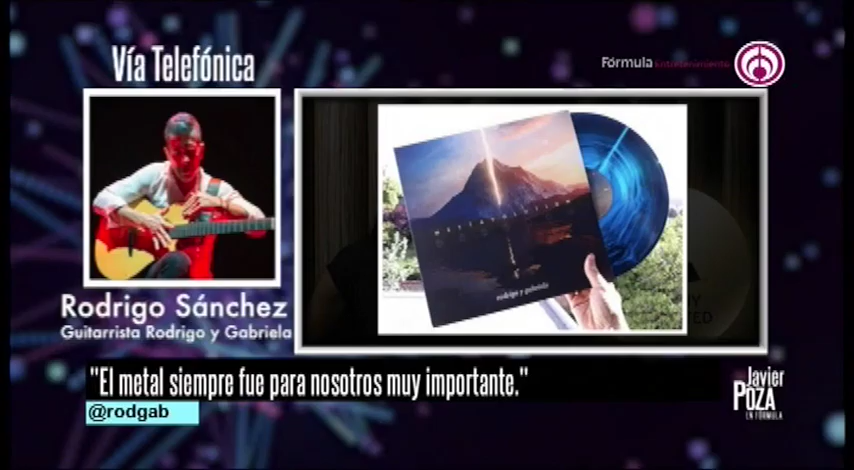 Vía Telefónica
Fórmula Entretenimiento
rodrigo y gabriela
Rodrigo Sánchez
Guitarrista Rodrigo y Gabriela
"El metal siempre fue para nosotros muy importante."
@rodgab
Javier
POZA
EN FÓRMULA